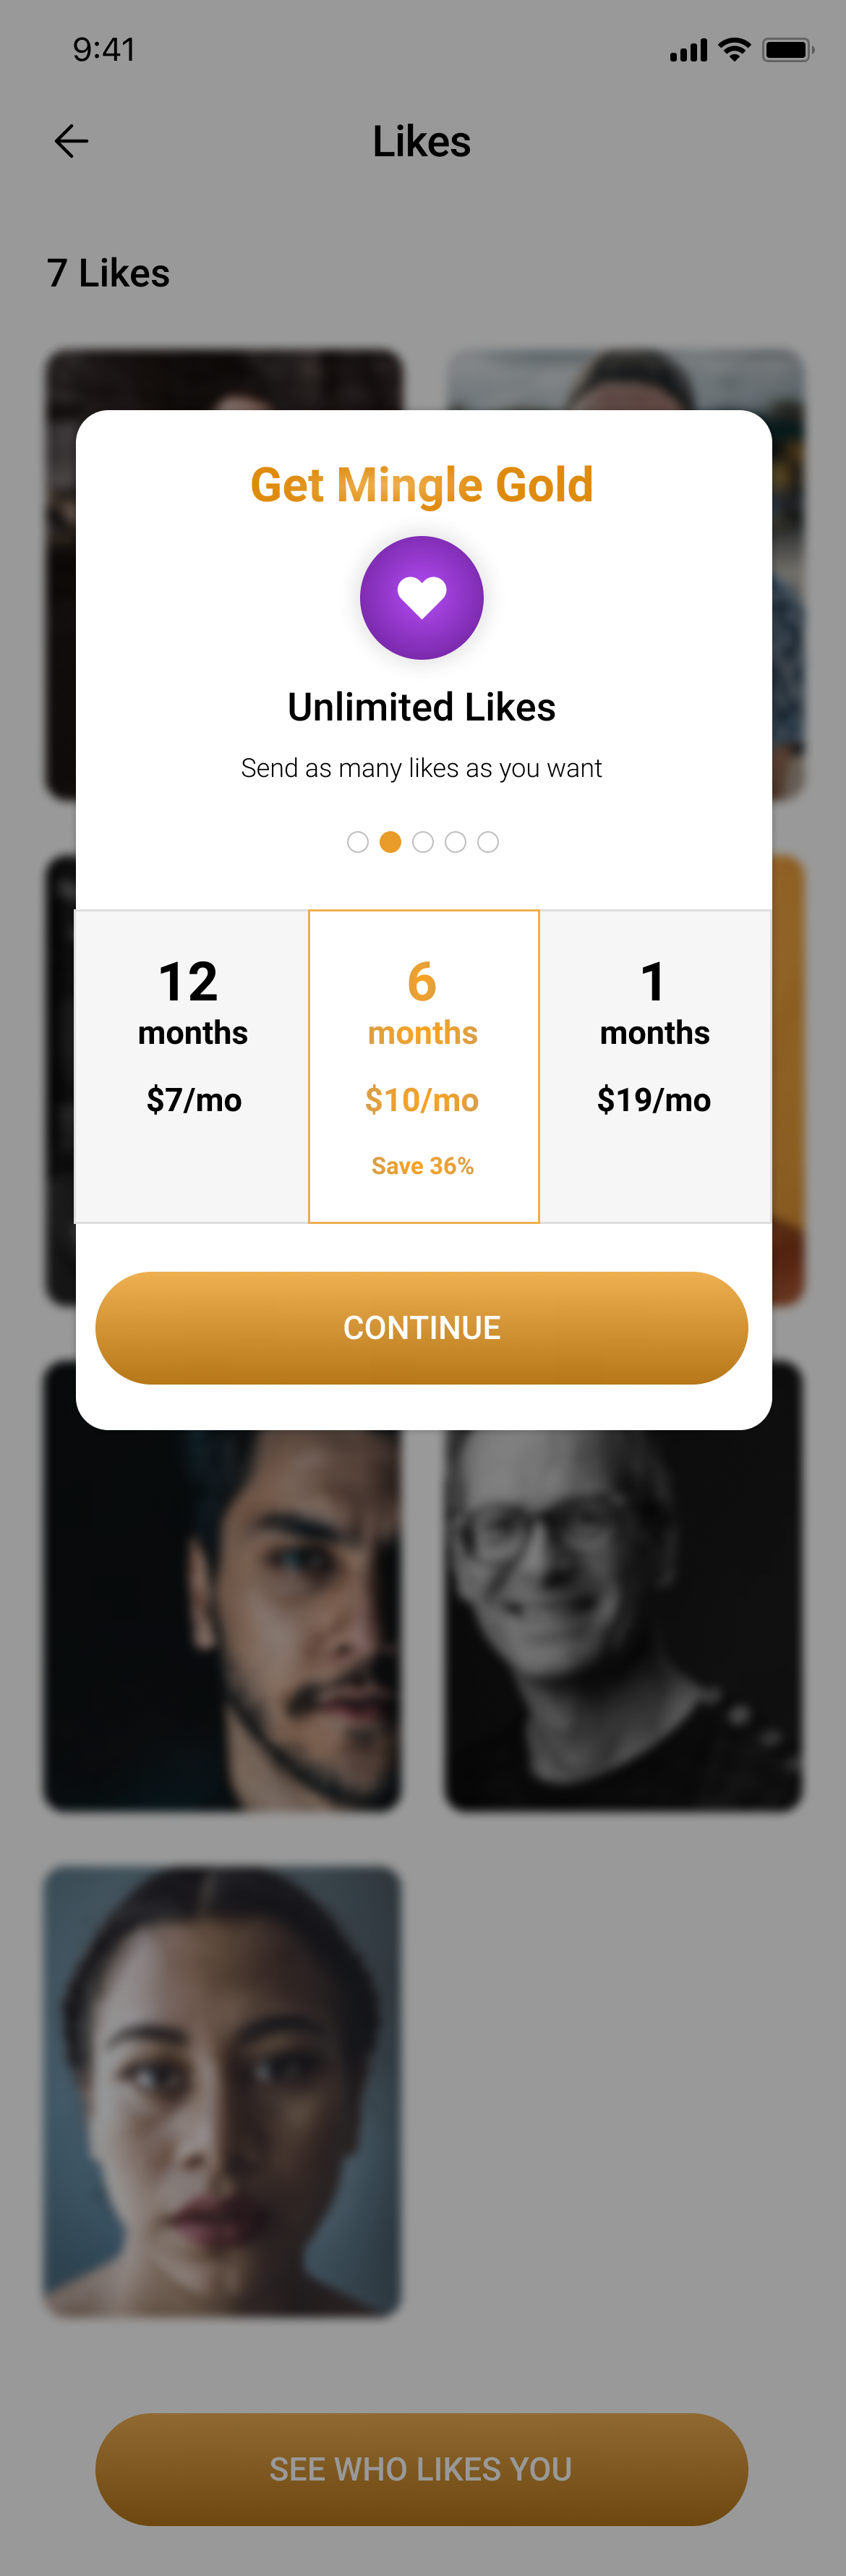 9:41
Likes
7 Likes
Get Mingle Gold
Unlimited Likes
Send as many likes as you want
12
months
$7/mo
6
months
$10/mo
Save 36%
1
months
$19/mo
CONTINUE
SEE WHO LIKES YOU